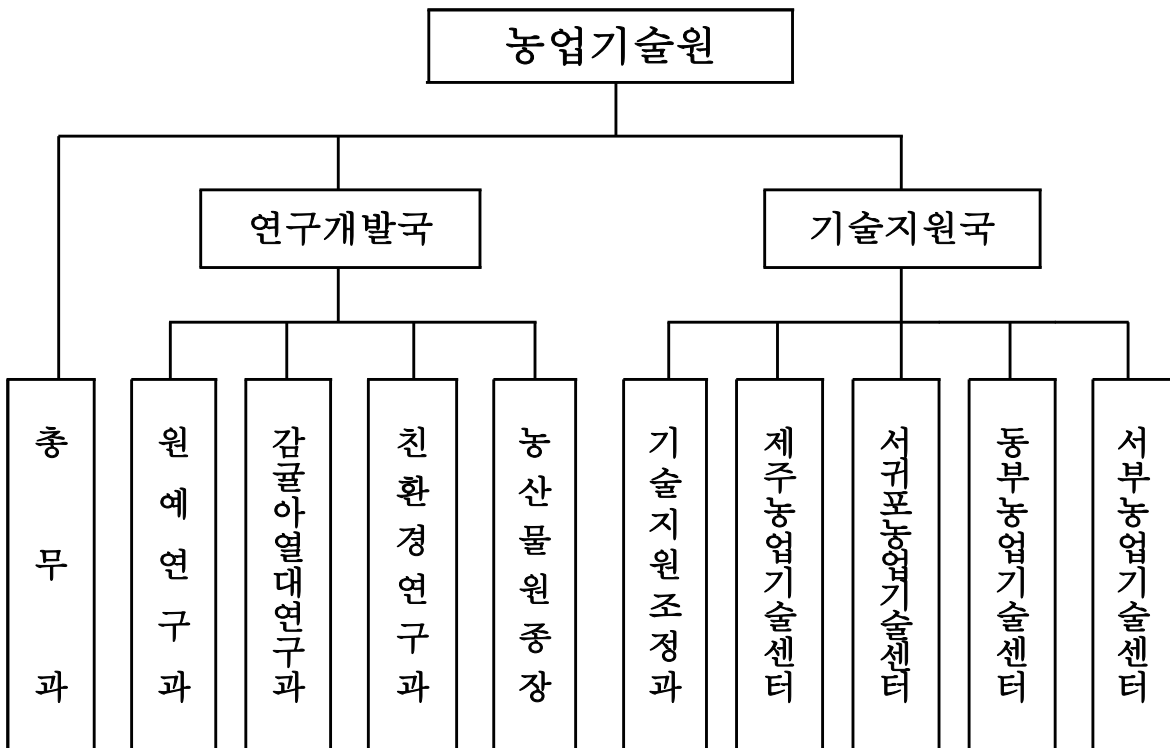 농업기술원
연구개발국
기술지원국
총무과
원예연구과
감귤아열대연구과
친환경연구과
농산물원종장
기술지원조정과
제주농업기술센터
서귀포농업기술센터
동부농업기술센터
서부농업기술센터